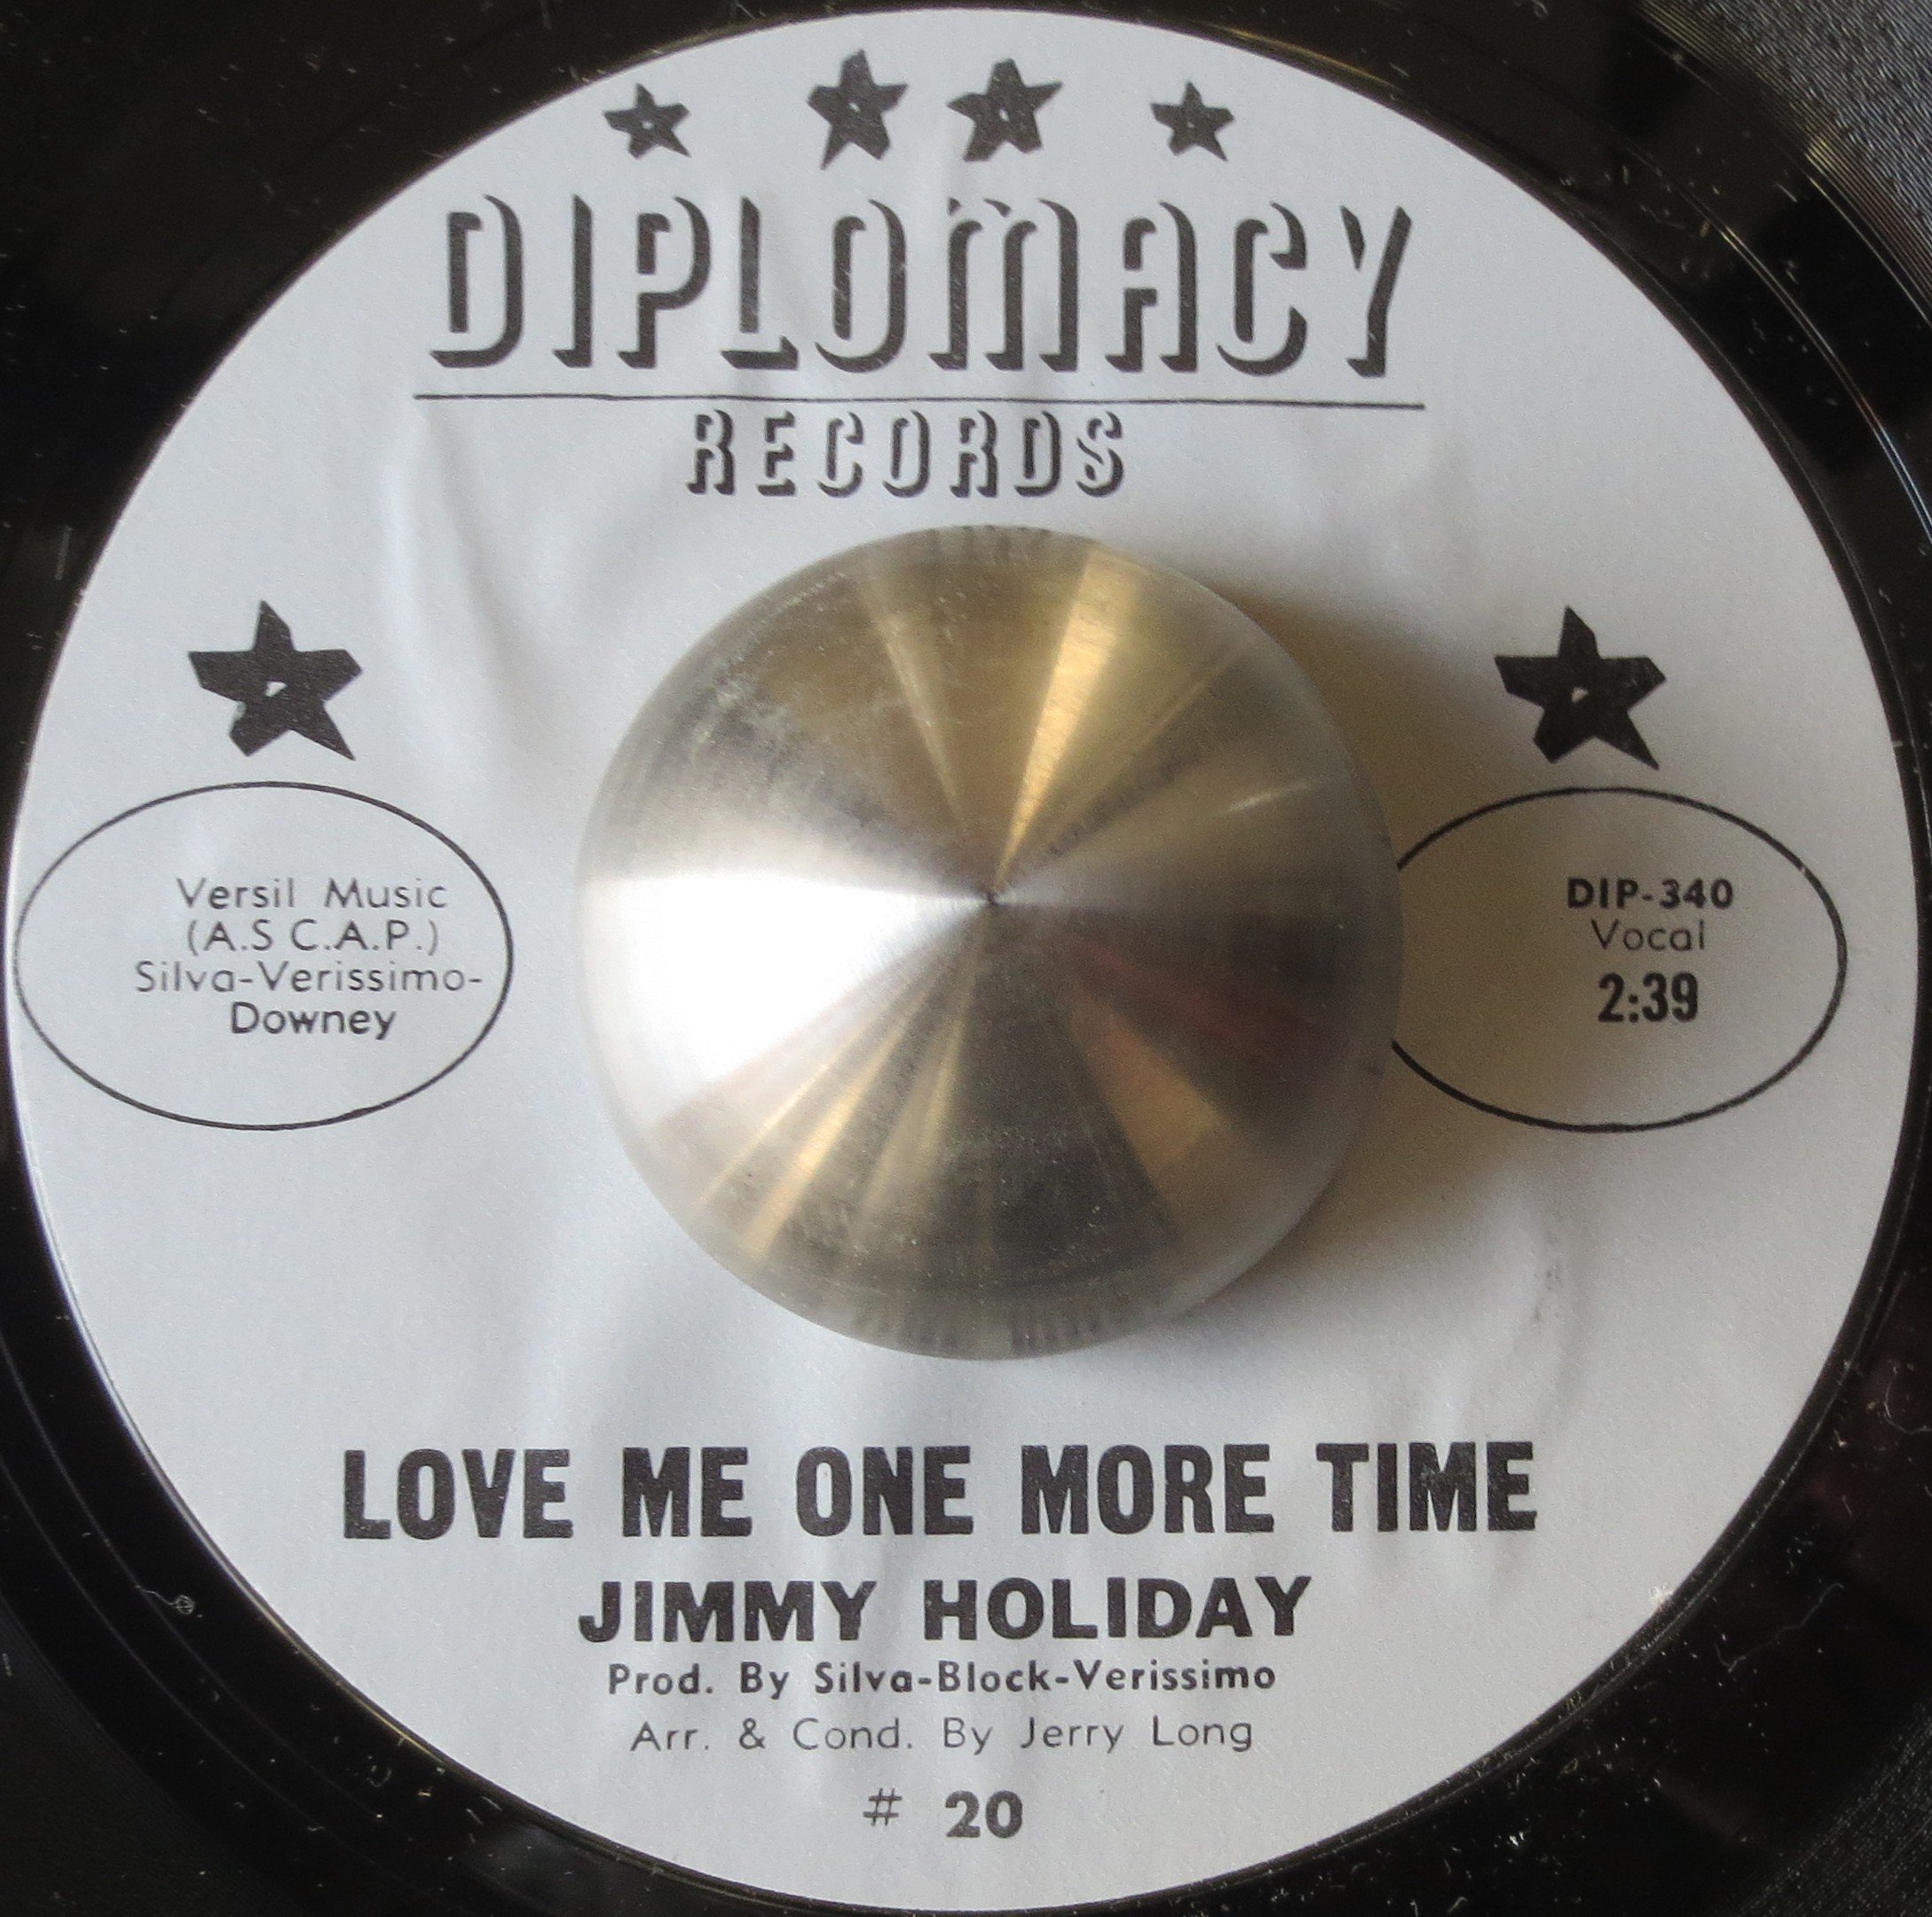 DIPLOMACY
RECORDS
Versil Music
(A.S C.A.P.)
Silva-Verissimo-
Downey
DIP-340
Vocal
2:39
LOVE ME ONE MORE TIME
JIMMY HOLIDAY
Prod. By Silva-Block-Verissimo
Arr. & Cond. By Jerry Long
# 20